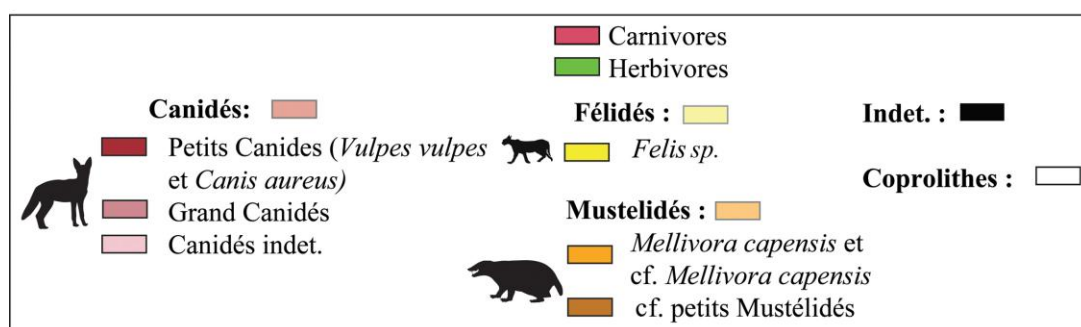 Carnivores
Herbivores
Canidés:
Petits Canides (Vulpes vulpes
et Canis aureus)
Grand Canidés
Canidés indet.
Félidés :
Felis sp.
Mustelidés :
Mellivora capensis et
cf. Mellivora capensis
cf. petits Mustélidés
Indet. :
Coprolithes :